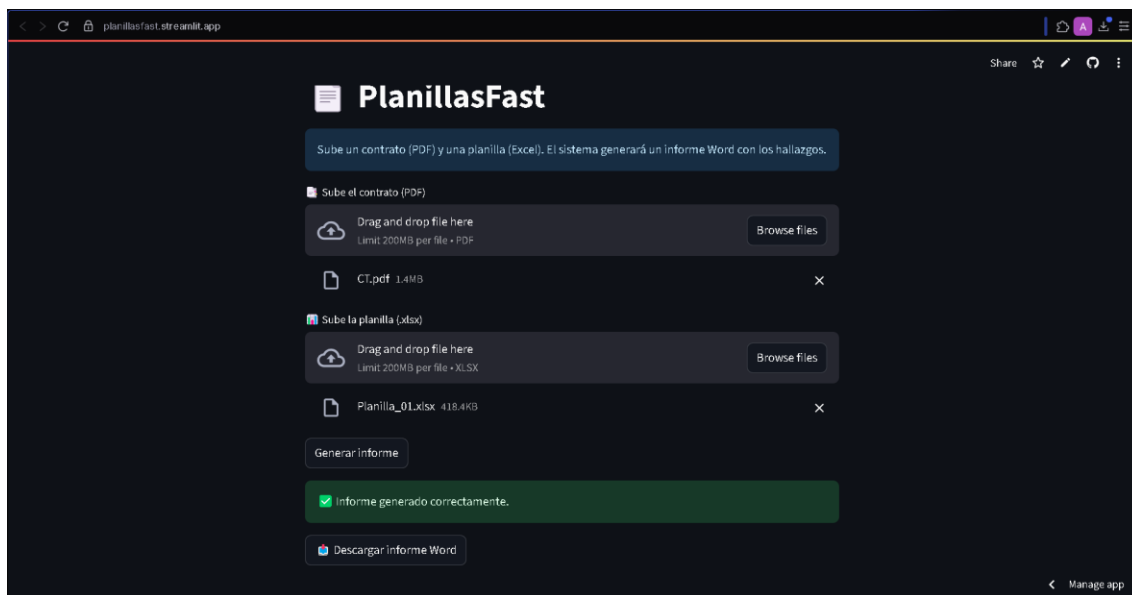 planillasfast.streamlit.app
A
Share
PlanillasFast
Sube un contrato (PDF) y una planilla (Excel). El sistema generará un informe Word con los hallazgos.
Sube el contrato (PDF)
Drag and drop file here
Limit 200MB per file • PDF
Browse files
CT.pdf 1.4MB
Sube la planilla (.xlsx)
Drag and drop file here
Limit 200MB per file • XLSX
Browse files
Planilla_01.xlsx 418.4KB
Generar informe
Informe generado correctamente.
Descargar informe Word
Manage app